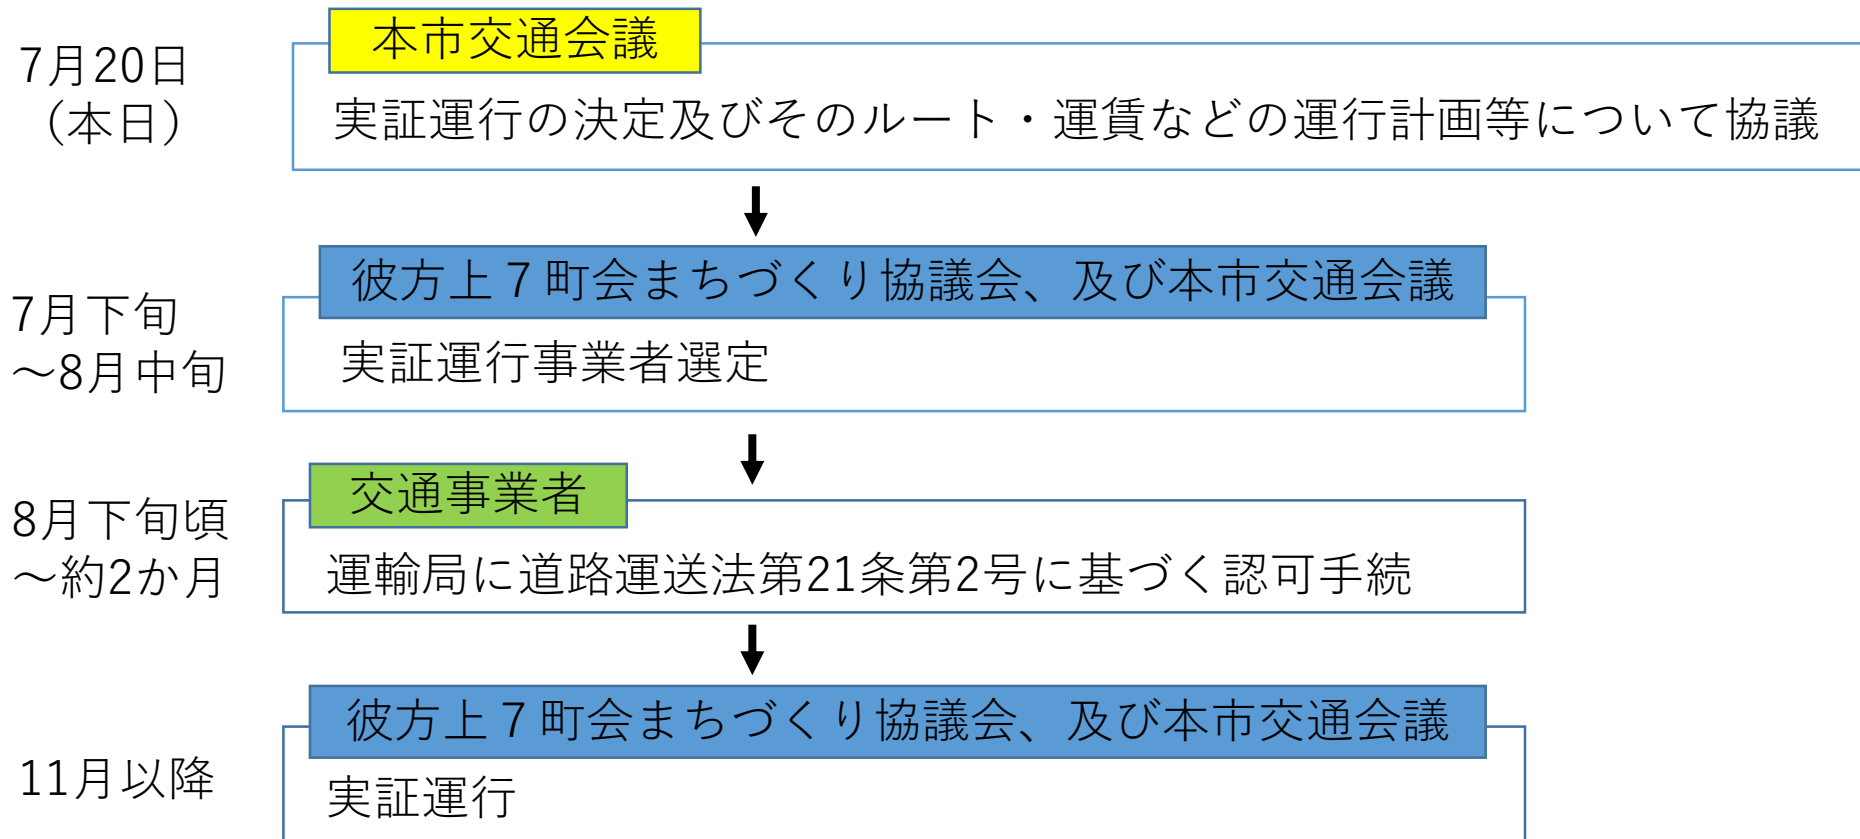 7月20日
（本日）
本市交通会議
実証運行の決定及びそのルート・運賃などの運行計画等について協議
7月下旬
～8月中旬
彼方上７町会まちづくり協議会、及び本市交通会議
実証運行事業者選定
8月下旬頃
～約2か月
交通事業者
運輸局に道路運送法第21条第2号に基づく認可手続
11月以降
彼方上７町会まちづくり協議会、及び本市交通会議
実証運行